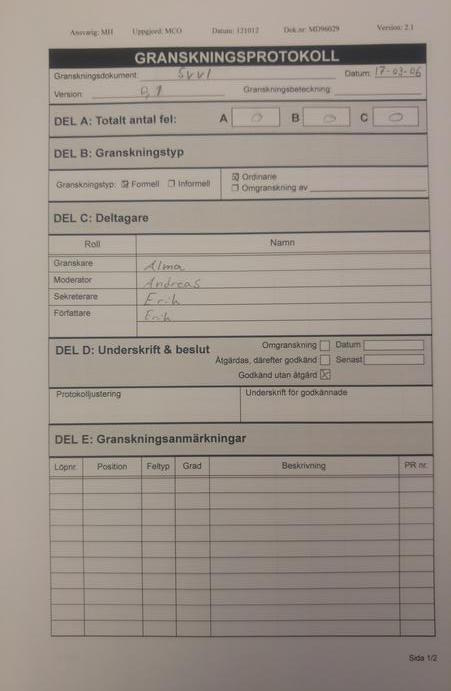 Ansvarig: MH Uppgjord: MCO Datum: 121012 Dok.nr: MD96029 Version: 2.1
GRANSKNINGSPROTOKOLL
Granskningsdokument: SVVI Datum: 17-03-06
Version: 0,1 Granskningsbeteckning:
DEL A: Totalt antal fel: A 0 B 0 C 0
DEL B: Granskningstyp
Granskningstyp: ☒ Formell ☐ Informell ☒ Ordinarie
☐ Omgranskning av
DEL C: Deltagare
Roll Namn
Granskare Alma
Moderator Andreas
Sekreterare Erik
Författare Erik
DEL D: Underskrift & beslut Omgranskning ☐ Datum
Åtgärdas, därefter godkänd ☐ Senast
Godkänd utan åtgärd ☒
Protokolljustering Underskrift för godkännade
DEL E: Granskningsanmärkningar
Löpnr. Position Feltyp Grad Beskrivning PR nr.
Sida 1/2